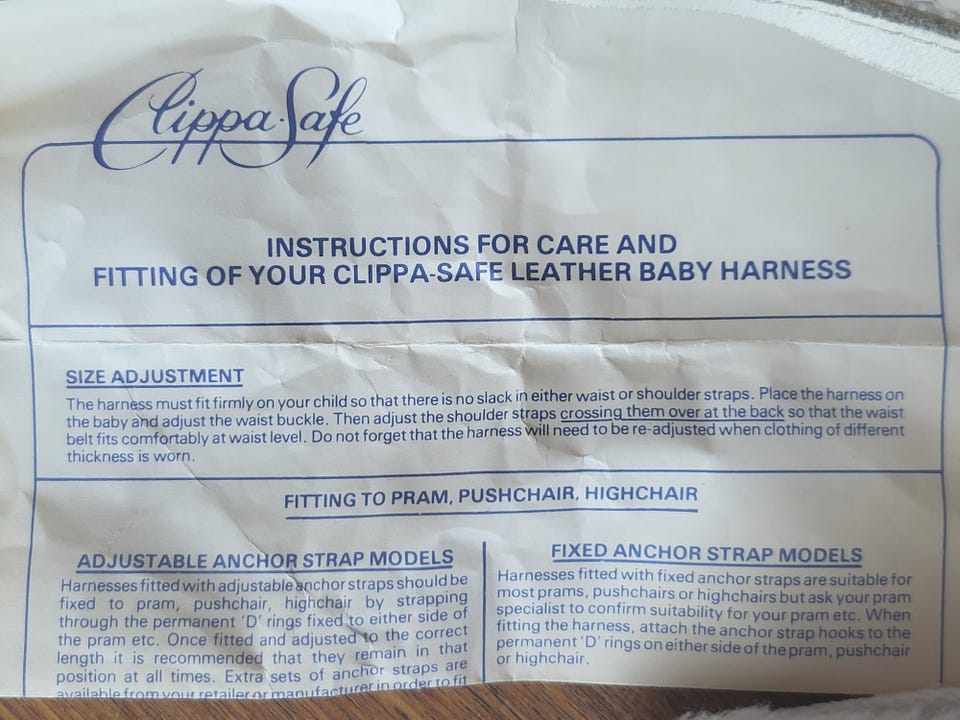 Clippa-Safe
INSTRUCTIONS FOR CARE AND
FITTING OF YOUR CLIPPA-SAFE LEATHER BABY HARNESS
SIZE ADJUSTMENT
The harness must fit firmly on your child so that there is no slack in either waist or shoulder straps. Place the harness on
the baby and adjust the waist buckle. Then adjust the shoulder straps crossing them over at the back so that the waist
belt fits comfortably at waist level. Do not forget that the harness will need to be re-adjusted when clothing of different
thickness is worn.
FITTING TO PRAM, PUSHCHAIR, HIGHCHAIR
ADJUSTABLE ANCHOR STRAP MODELS
Harnesses fitted with adjustable anchor straps should be
fixed to pram, pushchair, highchair by strapping
through the permanent 'D' rings fixed to either side of
the pram etc. Once fitted and adjusted to the correct
length it is recommended that they remain in that
position at all times. Extra sets of anchor straps are
available from your retailer or manufacturer in order to fit
FIXED ANCHOR STRAP MODELS
Harnesses fitted with fixed anchor straps are suitable for
most prams, pushchairs or highchairs but ask your pram
specialist to confirm suitability for your pram etc. When
fitting the harness, attach the anchor strap hooks to the
permanent 'D' rings on either side of the pram, pushchair
or highchair.